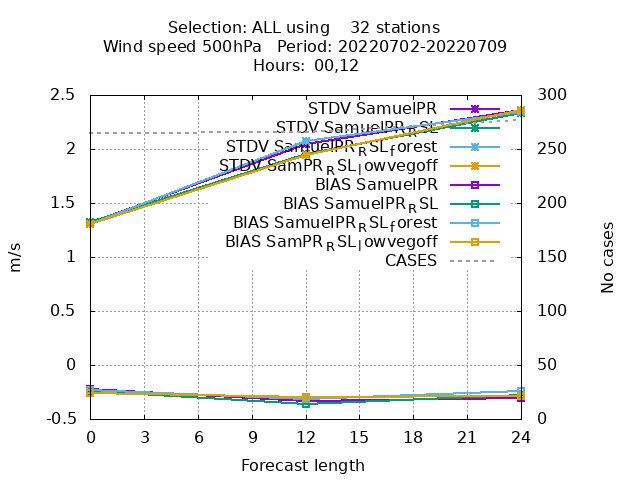 Selection: ALL using    32 stations
Wind speed 500hPa   Period: 20220702-20220709
Hours:  00,12
2.5
2
1.5
1
0.5
0
-0.5
m/s
300
250
200
150
100
50
0
No cases
STDV SamuelPR
STDV SamuelPR_RSL
STDV SamuelPR_RSL_forest
STDV SamPR_RSL_lowvegoff
BIAS SamuelPR
BIAS SamuelPR_RSL
BIAS SamuelPR_RSL_forest
BIAS SamPR_RSL_lowvegoff
CASES
0 3 6 9 12 15 18 21 24
Forecast length